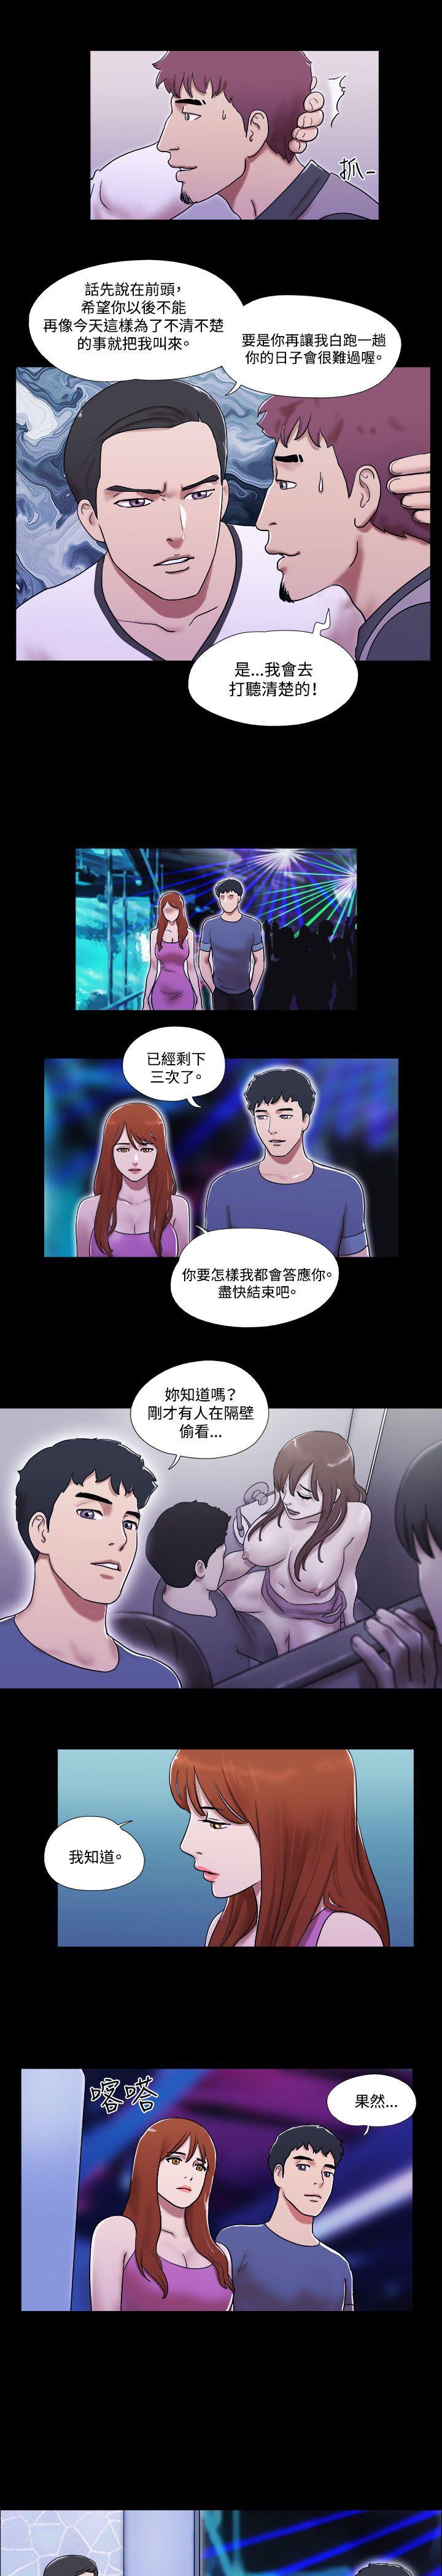 抓-
話先說在前頭，
希望你以後不能
再像今天這樣為了不清不楚
的事就把我叫來。
要是你再讓我白跑一趟
你的日子會很難過喔。
是...我會去
打聽清楚的！
已經剩下
三次了。
你要怎樣我都會答應你。
盡快結束吧。
妳知道嗎？
剛才有人在隔壁
偷看...
我知道。
喀嗒
果然...